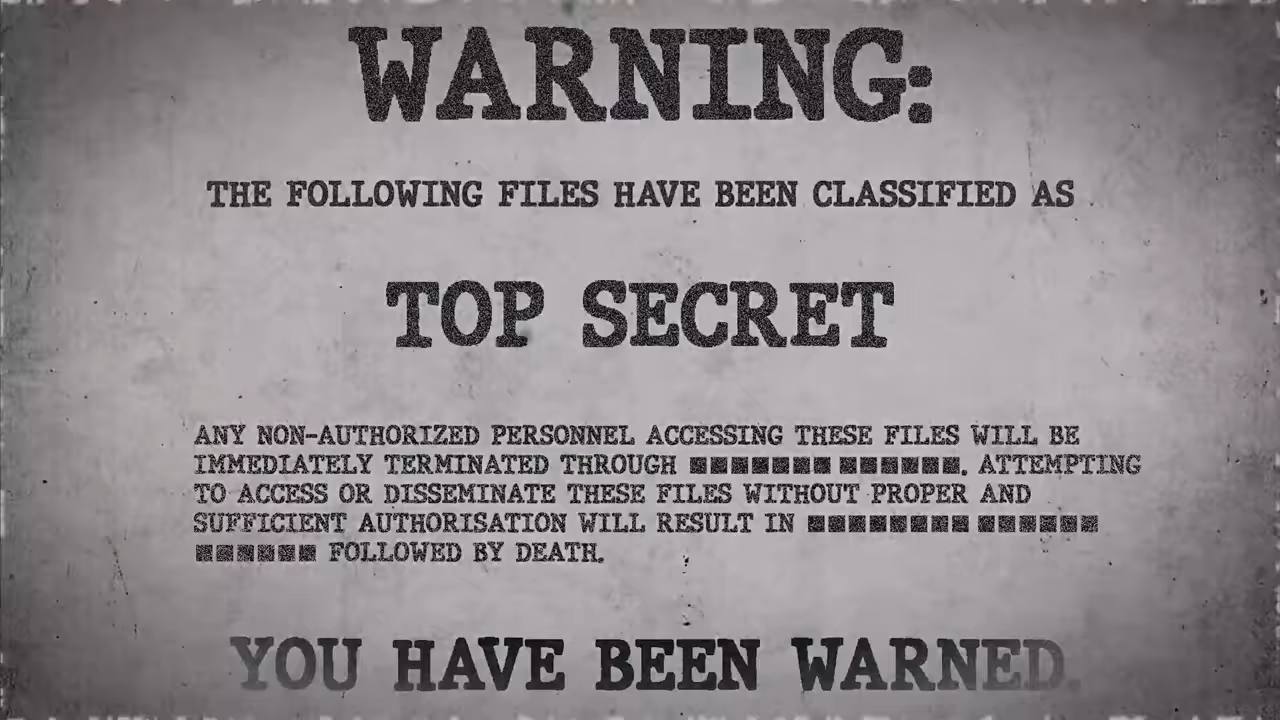 WARNING:
THE FOLLOWING FILES HAVE BEEN CLASSIFIED AS
TOP SECRET
ANY NON-AUTHORIZED PERSONNEL ACCESSING THESE FILES WILL BE
IMMEDIATELY TERMINATED THROUGH ■■■■■■■ ■■■■■■. ATTEMPTING
TO ACCESS OR DISSEMINATE THESE FILES WITHOUT PROPER AND
SUFFICIENT AUTHORISATION WILL RESULT IN ■■■■■■■■ ■■■■■■
■■■■■■ FOLLOWED BY DEATH.
YOU HAVE BEEN WARNED.